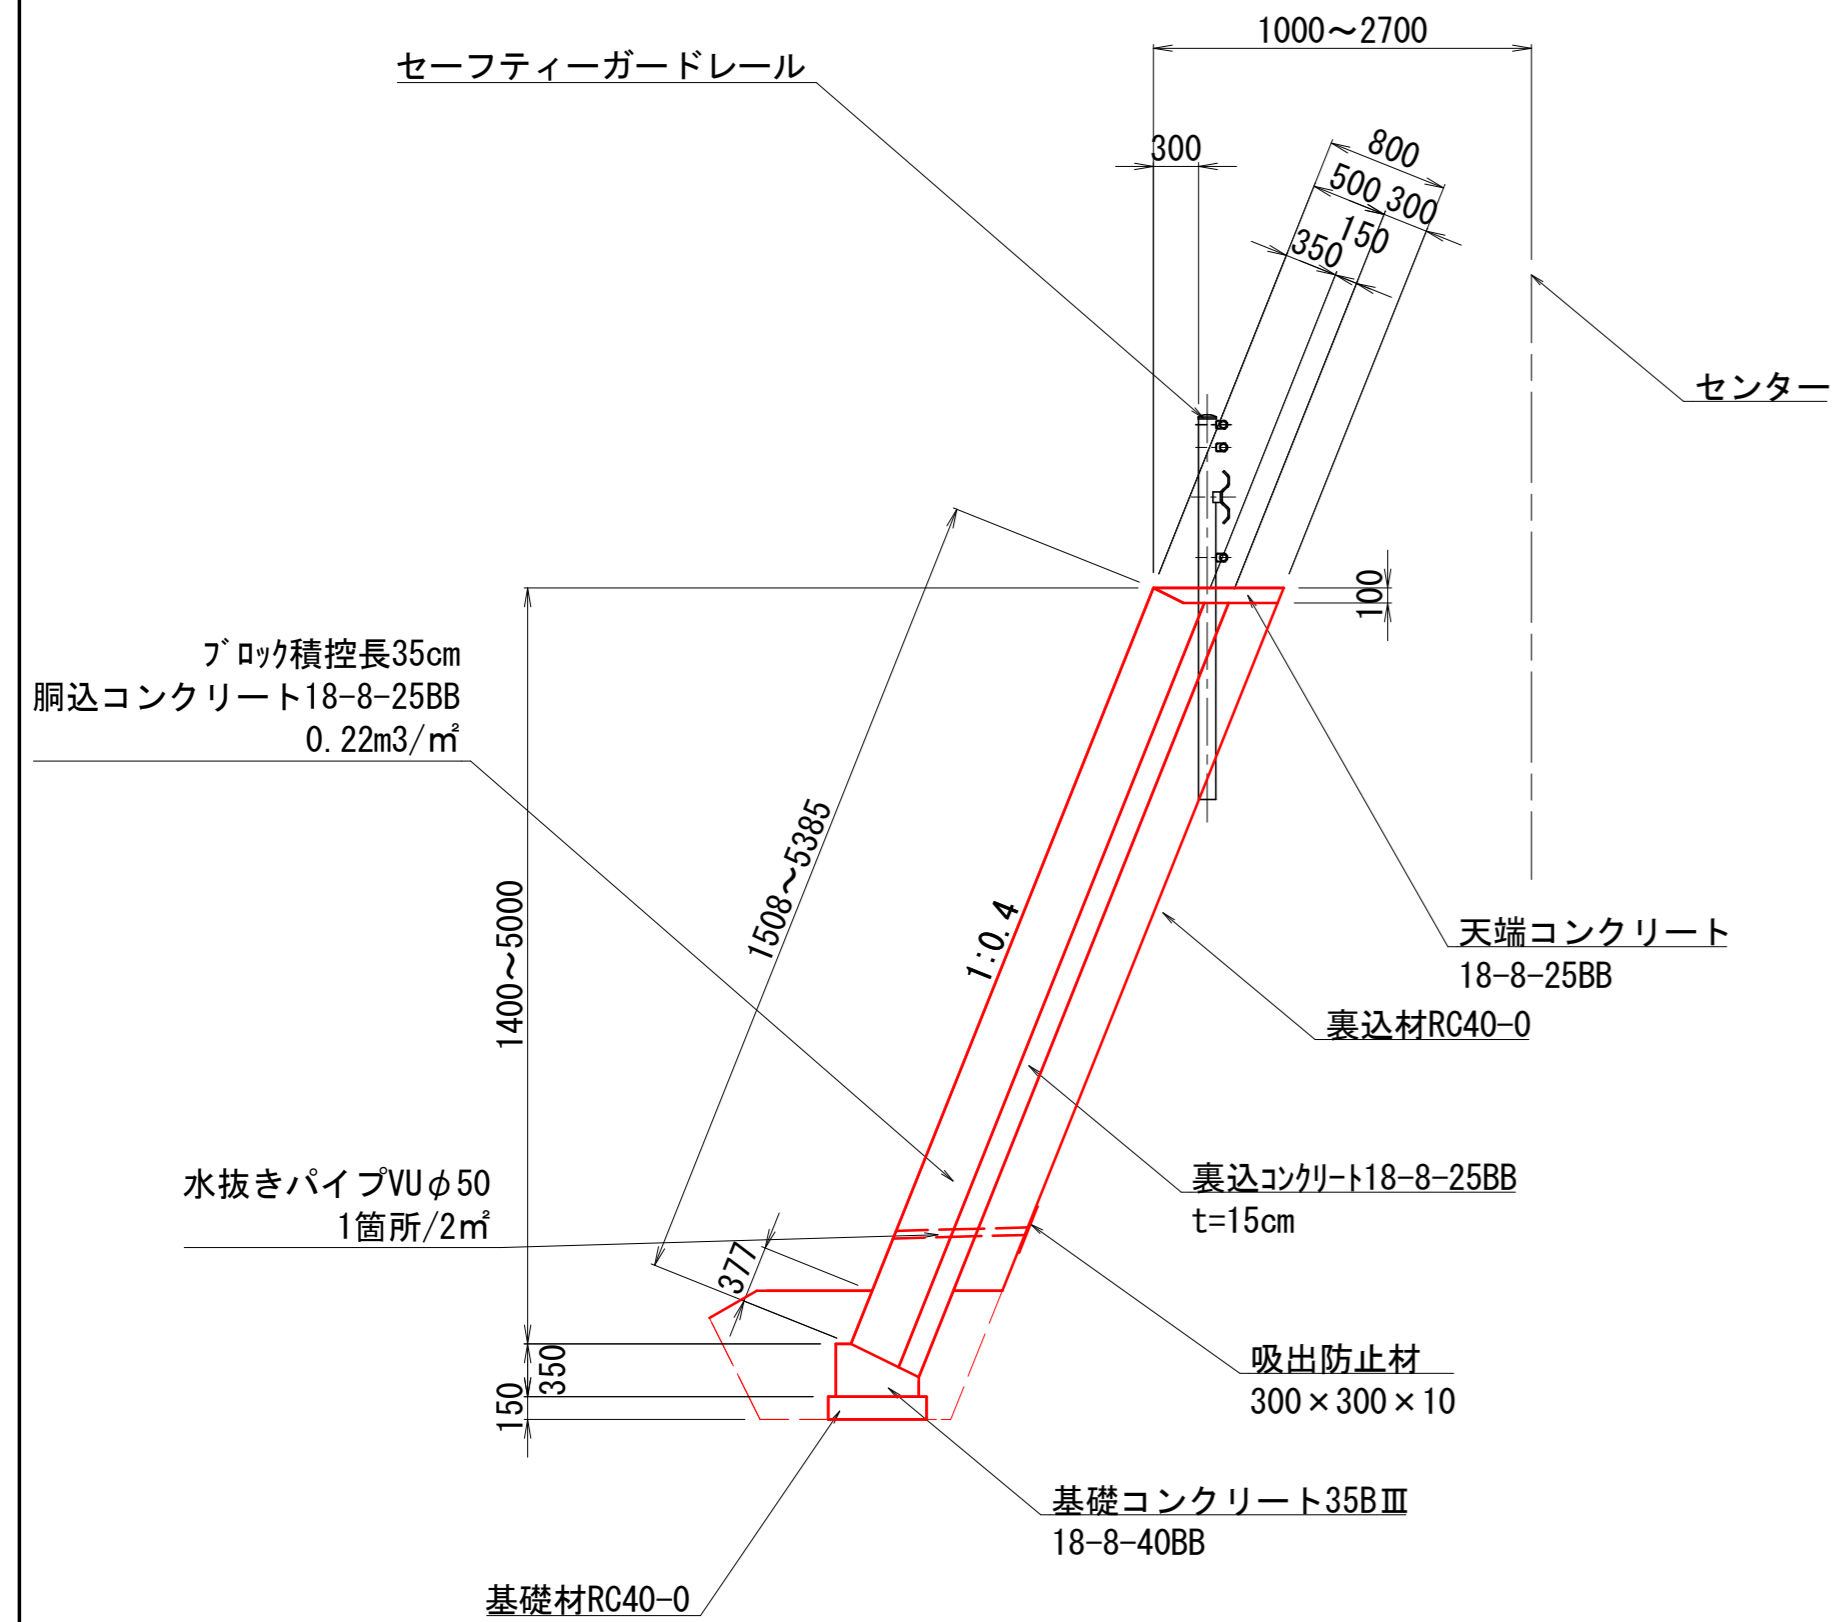 1000～2700
セーフティーガードレール
300
800
500
300
150
350
センター
100
ブロック積控長35cm
胴込コンクリート18-8-25BB
0.22m3/㎡
1508～5385
1400～5000
1:0.4
天端コンクリート
18-8-25BB
裏込材RC40-0
裏込コンクリート18-8-25BB
t=15cm
水抜きパイプVUφ50
1箇所/2㎡
377
350
150
吸出防止材
300×300×10
基礎コンクリート35BⅢ
18-8-40BB
基礎材RC40-0